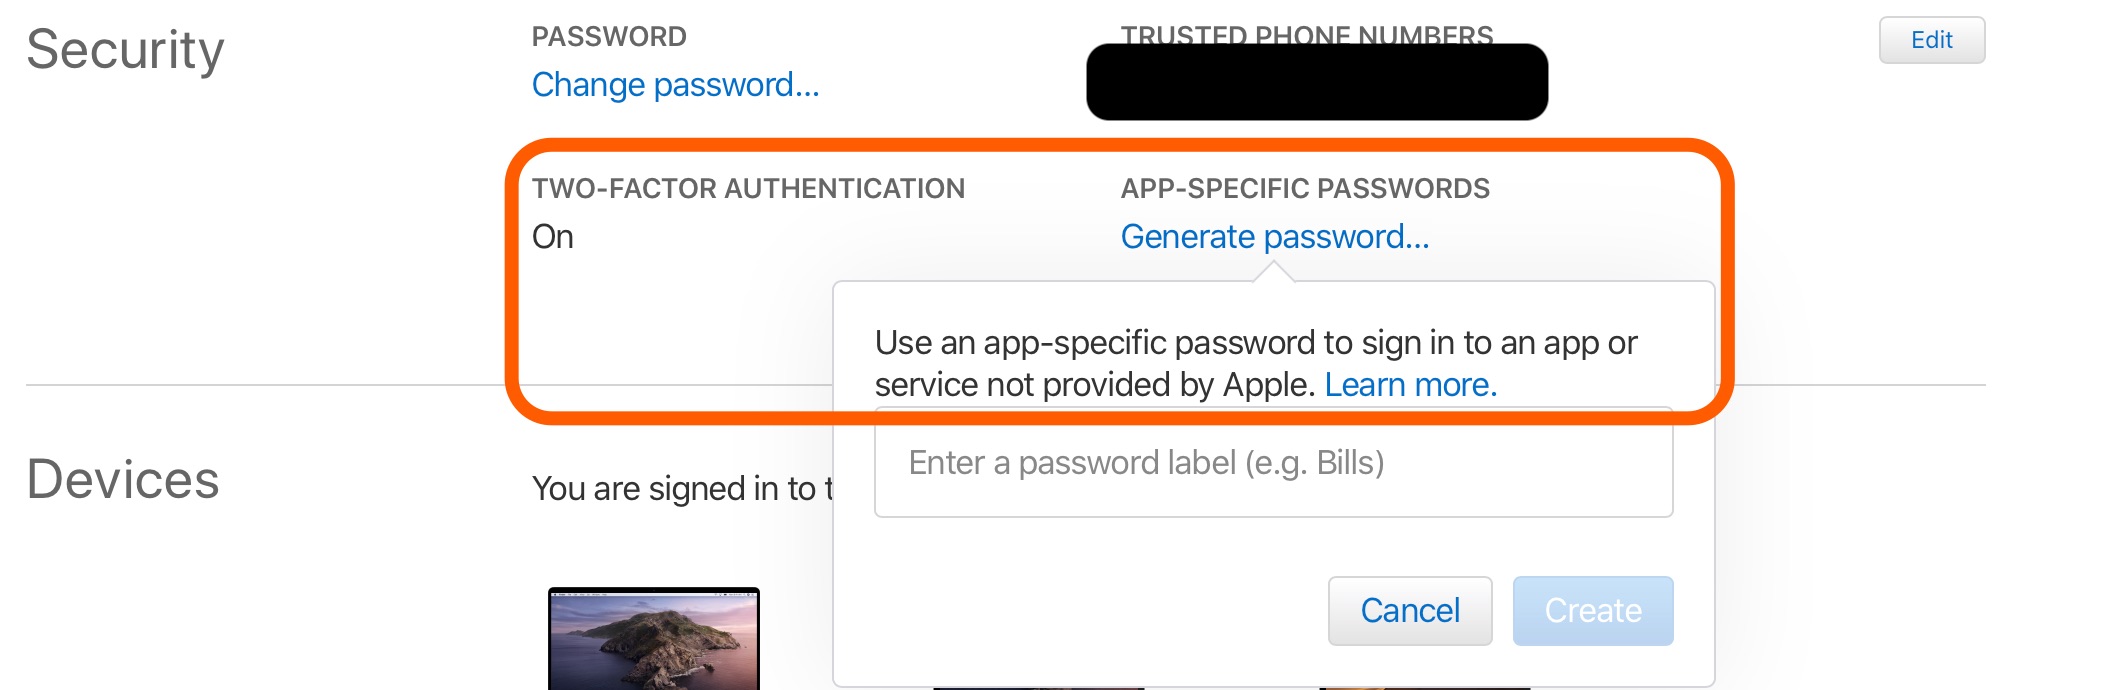 Security
PASSWORD
Change password...
TRUSTED PHONE NUMBERS
Edit
TWO-FACTOR AUTHENTICATION
On
APP-SPECIFIC PASSWORDS
Generate password...
Use an app-specific password to sign in to an app or
service not provided by Apple. Learn more.
Enter a password label (e.g. Bills)
Cancel
Create
Devices
You are signed in to t